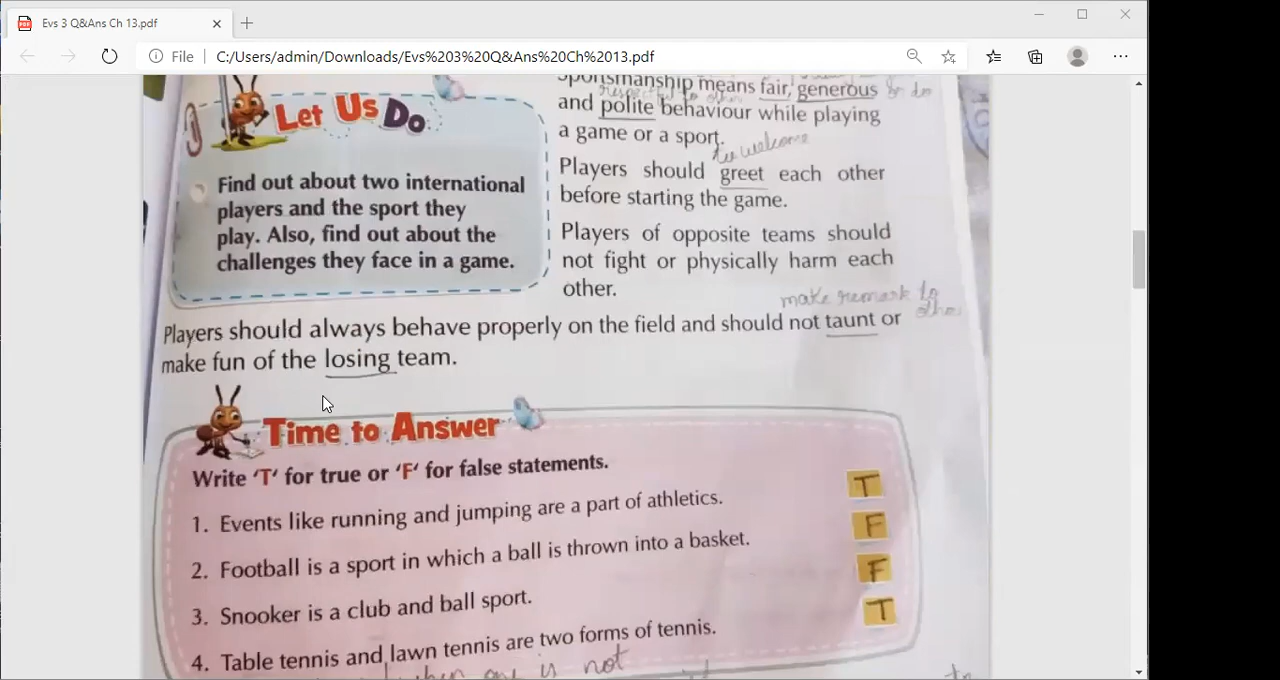 Evs 3 Q&Ans Ch 13.pdf
File | C:/Users/admin/Downloads/Evs%203%20Q&Ans%20Ch%2013.pdf
Let Us Do
Find out about two international
players and the sport they
play. Also, find out about the
challenges they face in a game.
Sportsmanship means fair, generous
respectful to others
and polite behaviour while playing
a game or a sport.
to welcome
Players should greet each other
before starting the game.
Players of opposite teams should
not fight or physically harm each
other.
make remark to
Players should always behave properly on the field and should not taunt or
make fun of the losing team.
Time to Answer
Write 'T' for true or 'F' for false statements.
1. Events like running and jumping are a part of athletics. T
2. Football is a sport in which a ball is thrown into a basket. F
3. Snooker is a club and ball sport. F
4. Table tennis and lawn tennis are two forms of tennis. T
is not